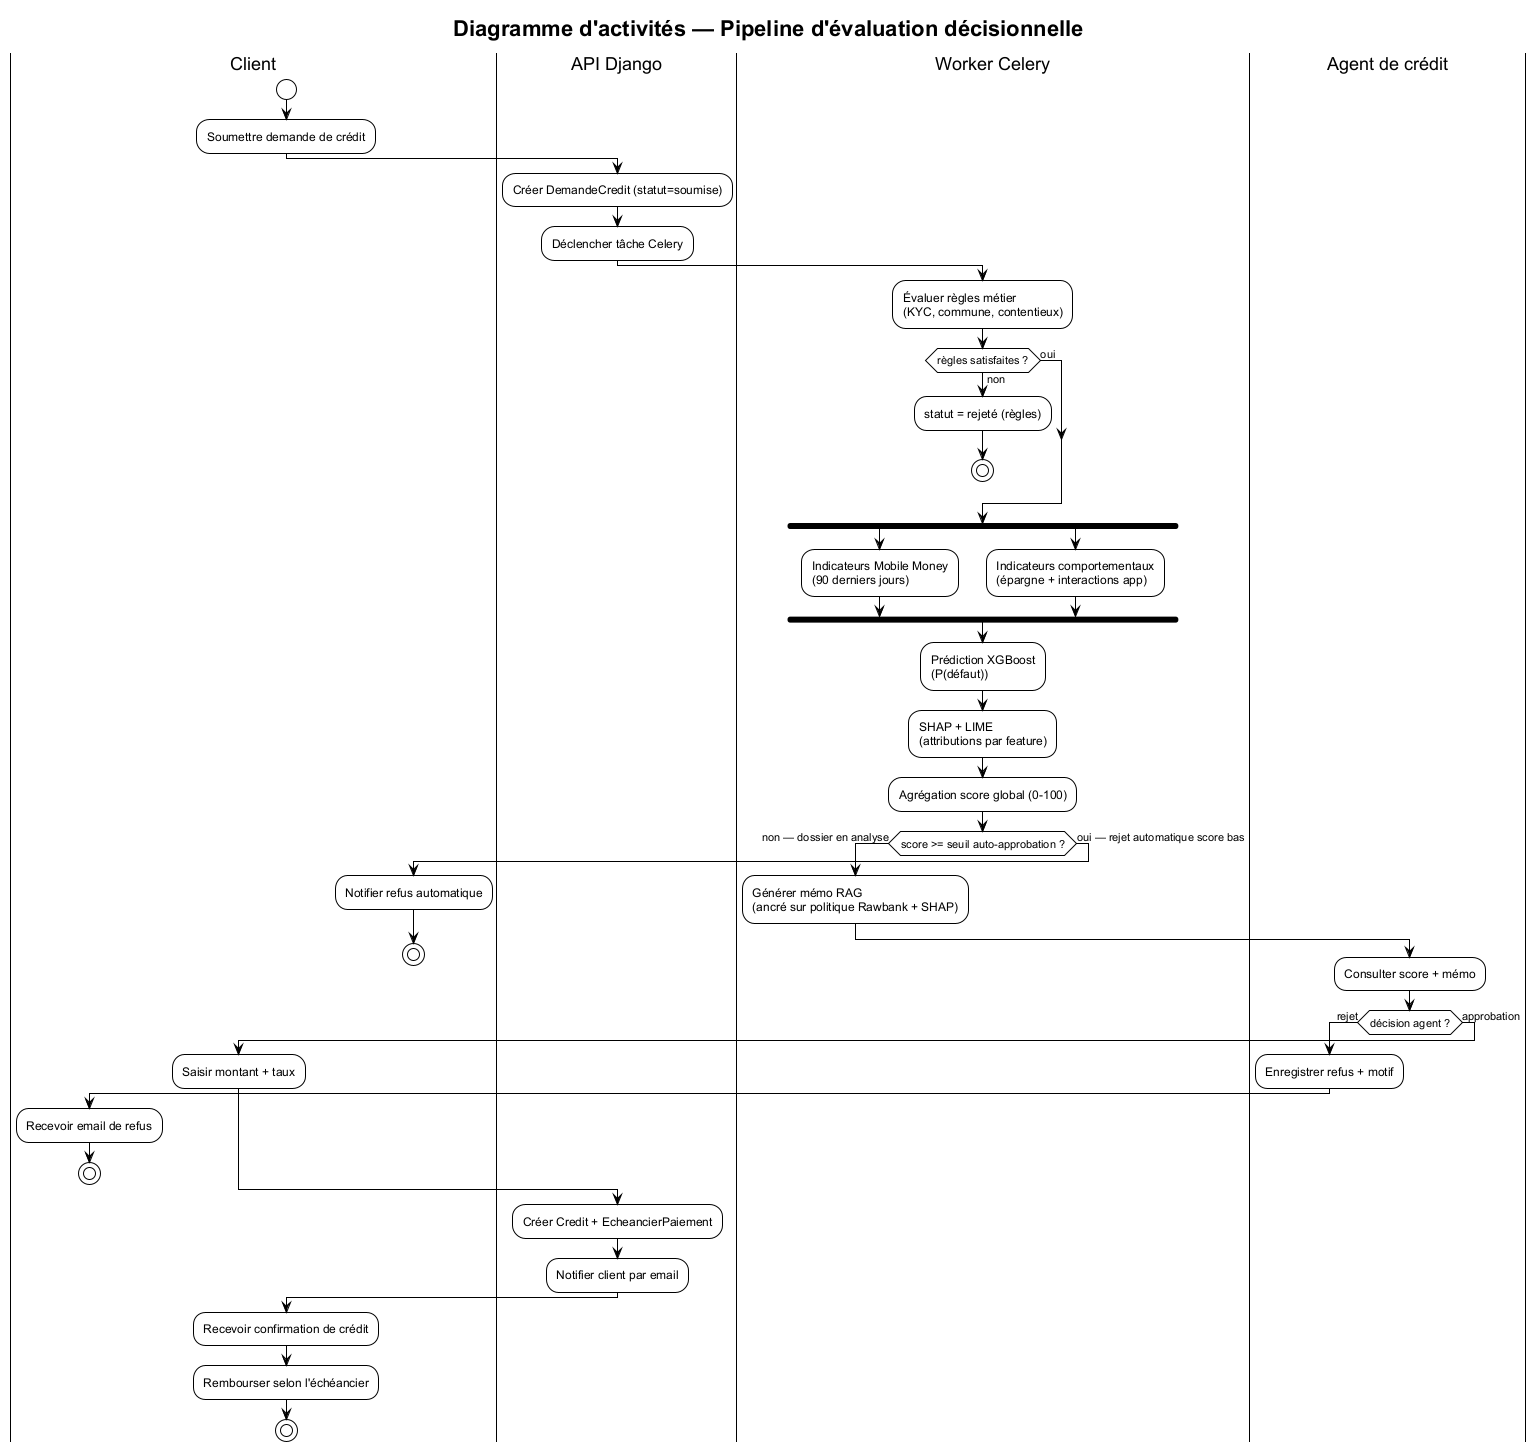 Diagramme d'activités — Pipeline d'évaluation décisionnelle
Client
API Django
Worker Celery
Agent de crédit
Soumettre demande de crédit
Créer DemandeCredit (statut=soumise)
Déclencher tâche Celery
Évaluer règles métier
(KYC, commune, contentieux)
règles satisfaites ?
oui
non
statut = rejeté (règles)
Indicateurs Mobile Money
(90 derniers jours)
Indicateurs comportementaux
(épargne + interactions app)
Prédiction XGBoost
(P(défaut))
SHAP + LIME
(attributions par feature)
Agrégation score global (0-100)
non — dossier en analyse
score >= seuil auto-approbation ?
oui — rejet automatique score bas
Notifier refus automatique
Générer mémo RAG
(ancré sur politique Rawbank + SHAP)
Consulter score + mémo
rejet
décision agent ?
approbation
Saisir montant + taux
Enregistrer refus + motif
Recevoir email de refus
Créer Credit + EcheancierPaiement
Notifier client par email
Recevoir confirmation de crédit
Rembourser selon l'échéancier